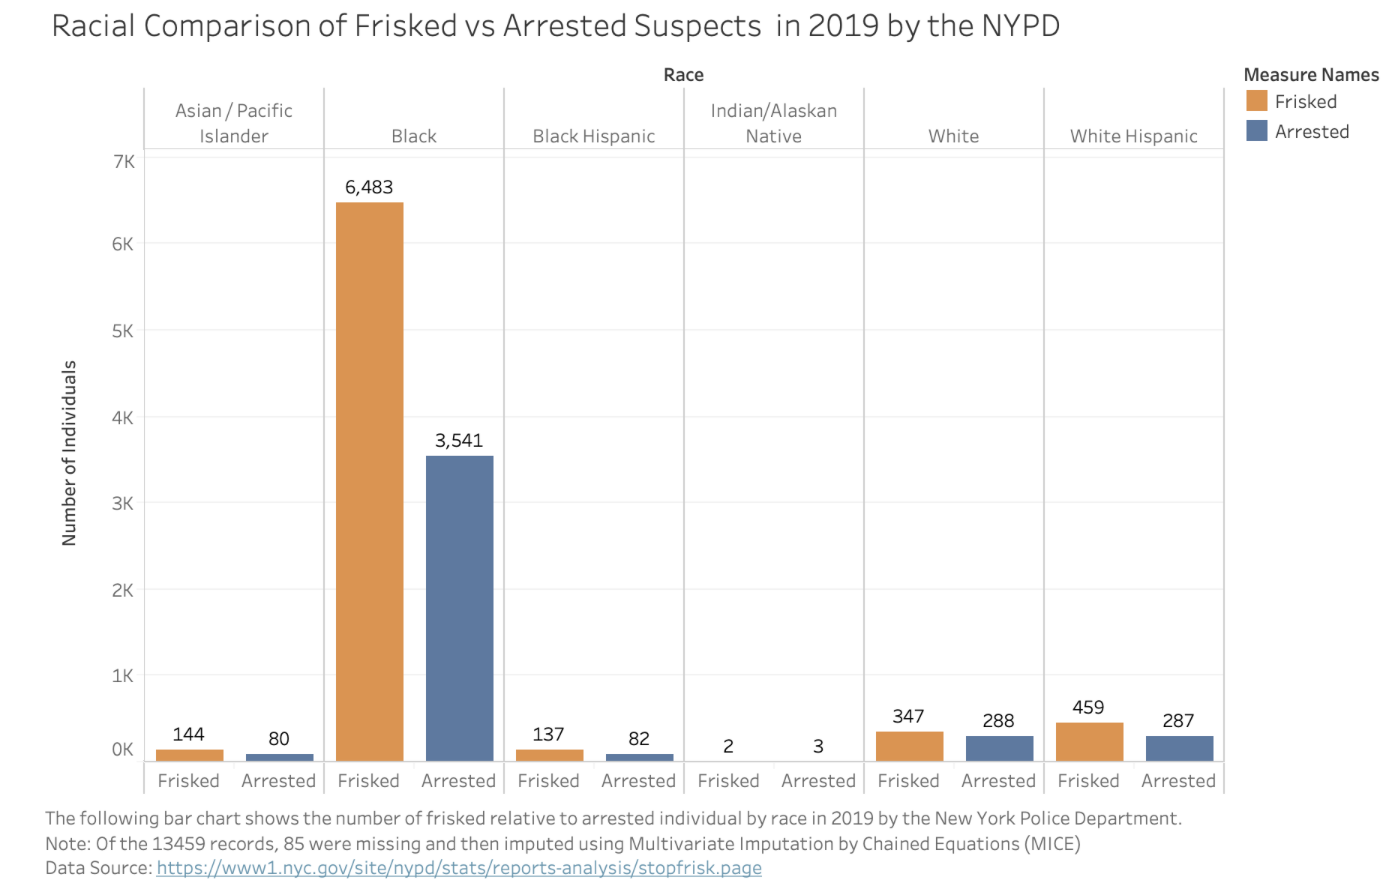 Racial Comparison of Frisked vs Arrested Suspects in 2019 by the NYPD
Race
Measure Names
Frisked
Arrested
Asian / Pacific
Islander
Black
Black Hispanic
Indian/Alaskan
Native
White
White Hispanic
Number of Individuals
7K
6K
5K
4K
3K
2K
1K
0K
144 80 6,483 3,541 137 82 2 3 347 288 459 287
Frisked Arrested Frisked Arrested Frisked Arrested Frisked Arrested Frisked Arrested Frisked Arrested
The following bar chart shows the number of frisked relative to arrested individual by race in 2019 by the New York Police Department.
Note: Of the 13459 records, 85 were missing and then imputed using Multivariate Imputation by Chained Equations (MICE)
Data Source: https://www1.nyc.gov/site/nypd/stats/reports-analysis/stopfrisk.page